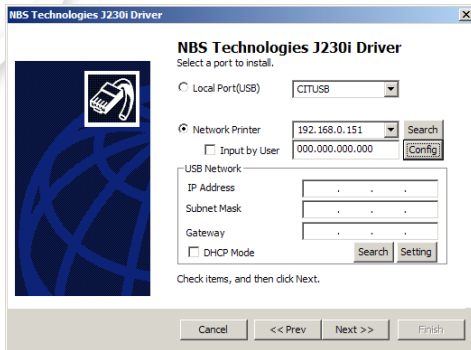 NBS Technologies J230i Driver
NBS Technologies J230i Driver
Select a port to install.
Local Port(USB) CITUSB
Network Printer 192.168.0.151 Search
Input by User 000.000.000.000 Config
USB Network
IP Address . . .
Subnet Mask . . .
Gateway . . .
DHCP Mode Search Setting
Check items, and then click Next.
Cancel << Prev Next >> Finish